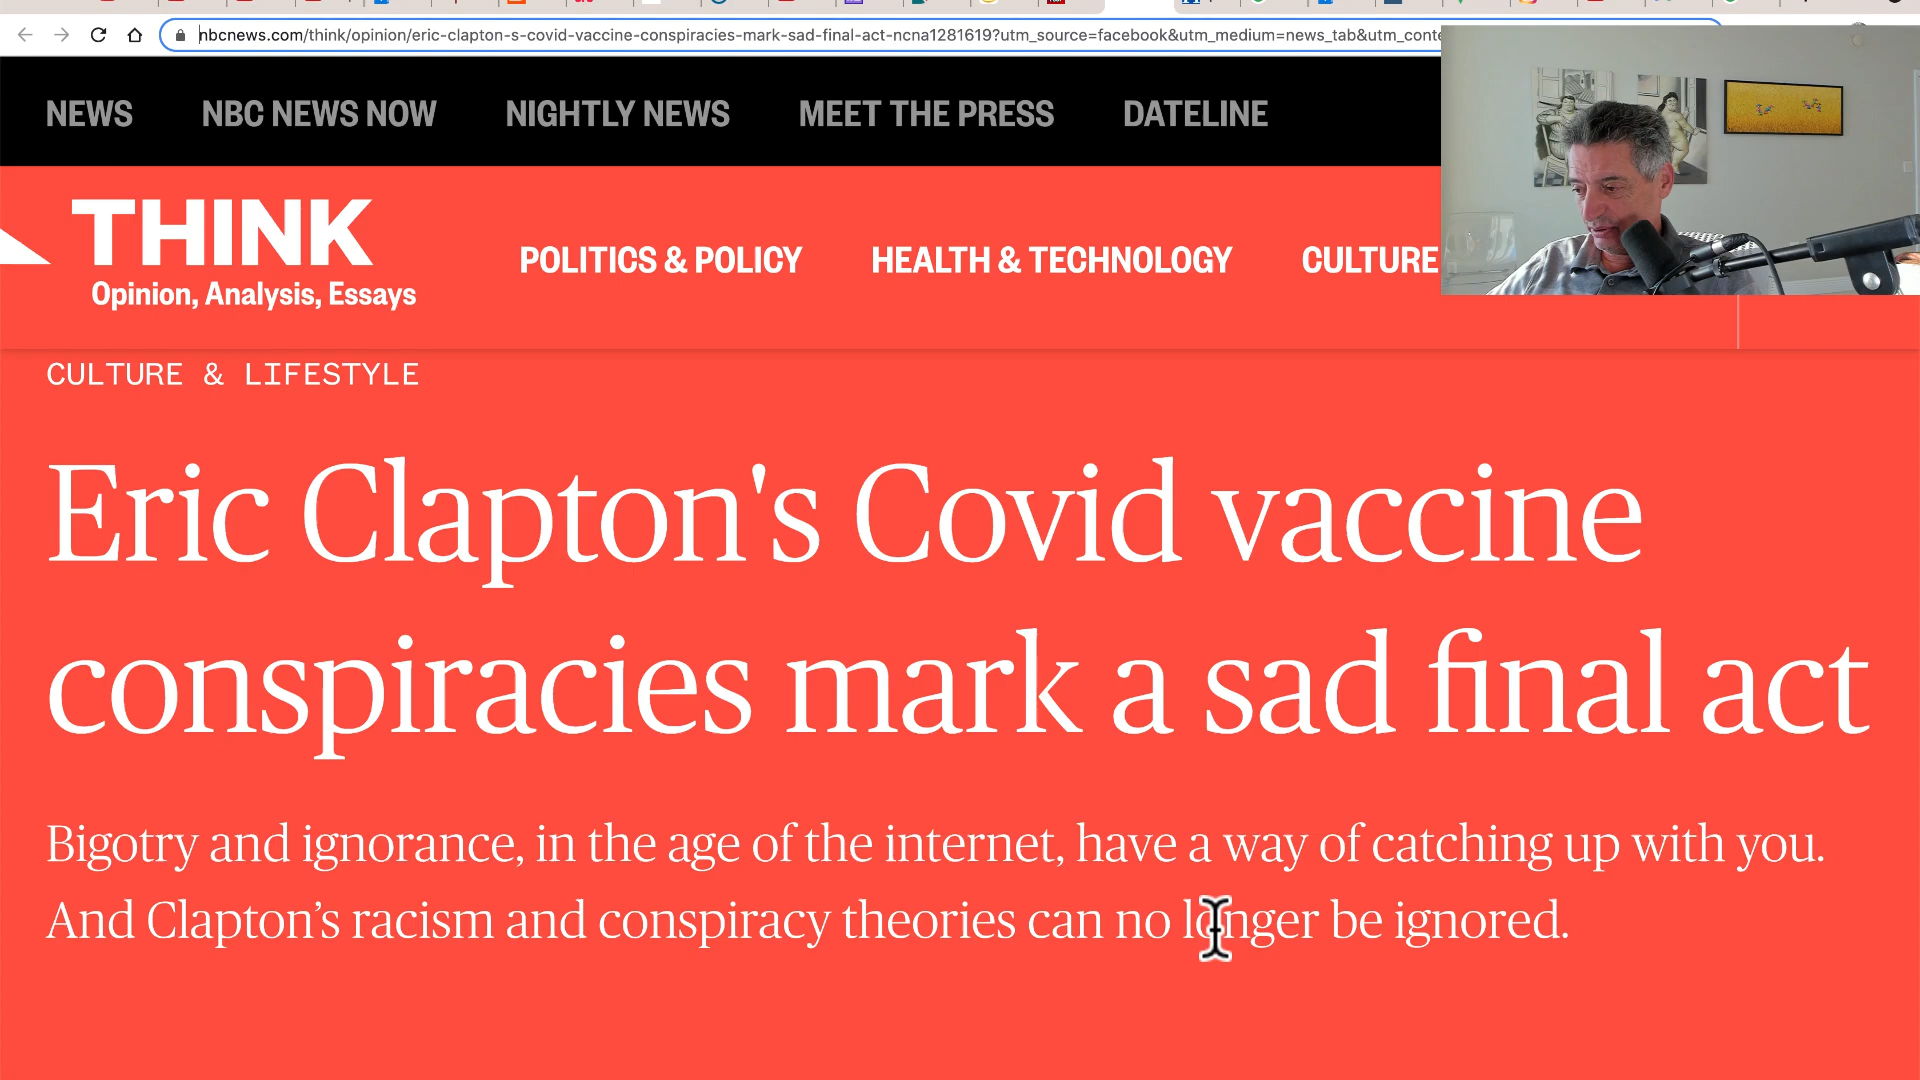 nbcnews.com/think/opinion/eric-clapton-s-covid-vaccine-conspiracies-mark-sad-final-act-ncna1281619?utm_source=facebook&utm_medium=news_tab&utm_conte
NEWS NBC NEWS NOW NIGHTLY NEWS MEET THE PRESS DATELINE
THINK
Opinion, Analysis, Essays
POLITICS & POLICY HEALTH & TECHNOLOGY CULTURE
CULTURE & LIFESTYLE
Eric Clapton's Covid vaccine
conspiracies mark a sad final act
Bigotry and ignorance, in the age of the internet, have a way of catching up with you.
And Clapton’s racism and conspiracy theories can no longer be ignored.